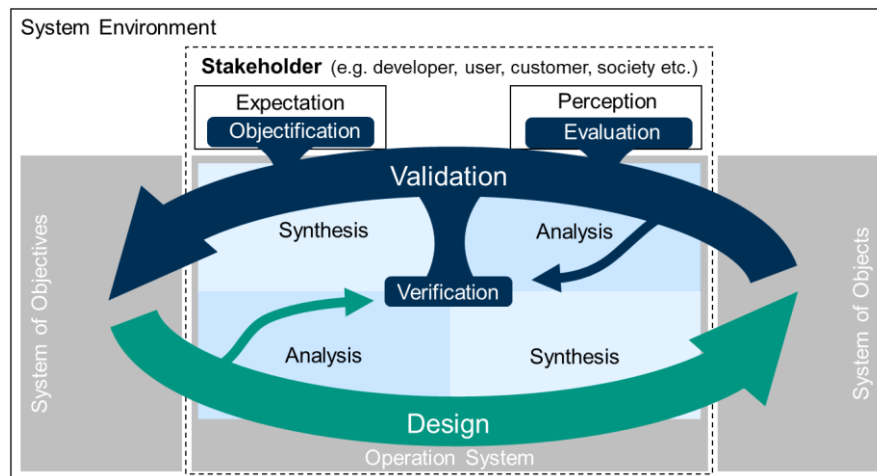 System Environment
Stakeholder (e.g. developer, user, customer, society etc.)
Expectation
Objectification
Perception
Evaluation
Validation
Synthesis
Analysis
Verification
Analysis
Synthesis
Design
Operation System
System of Objectives
System of Objects